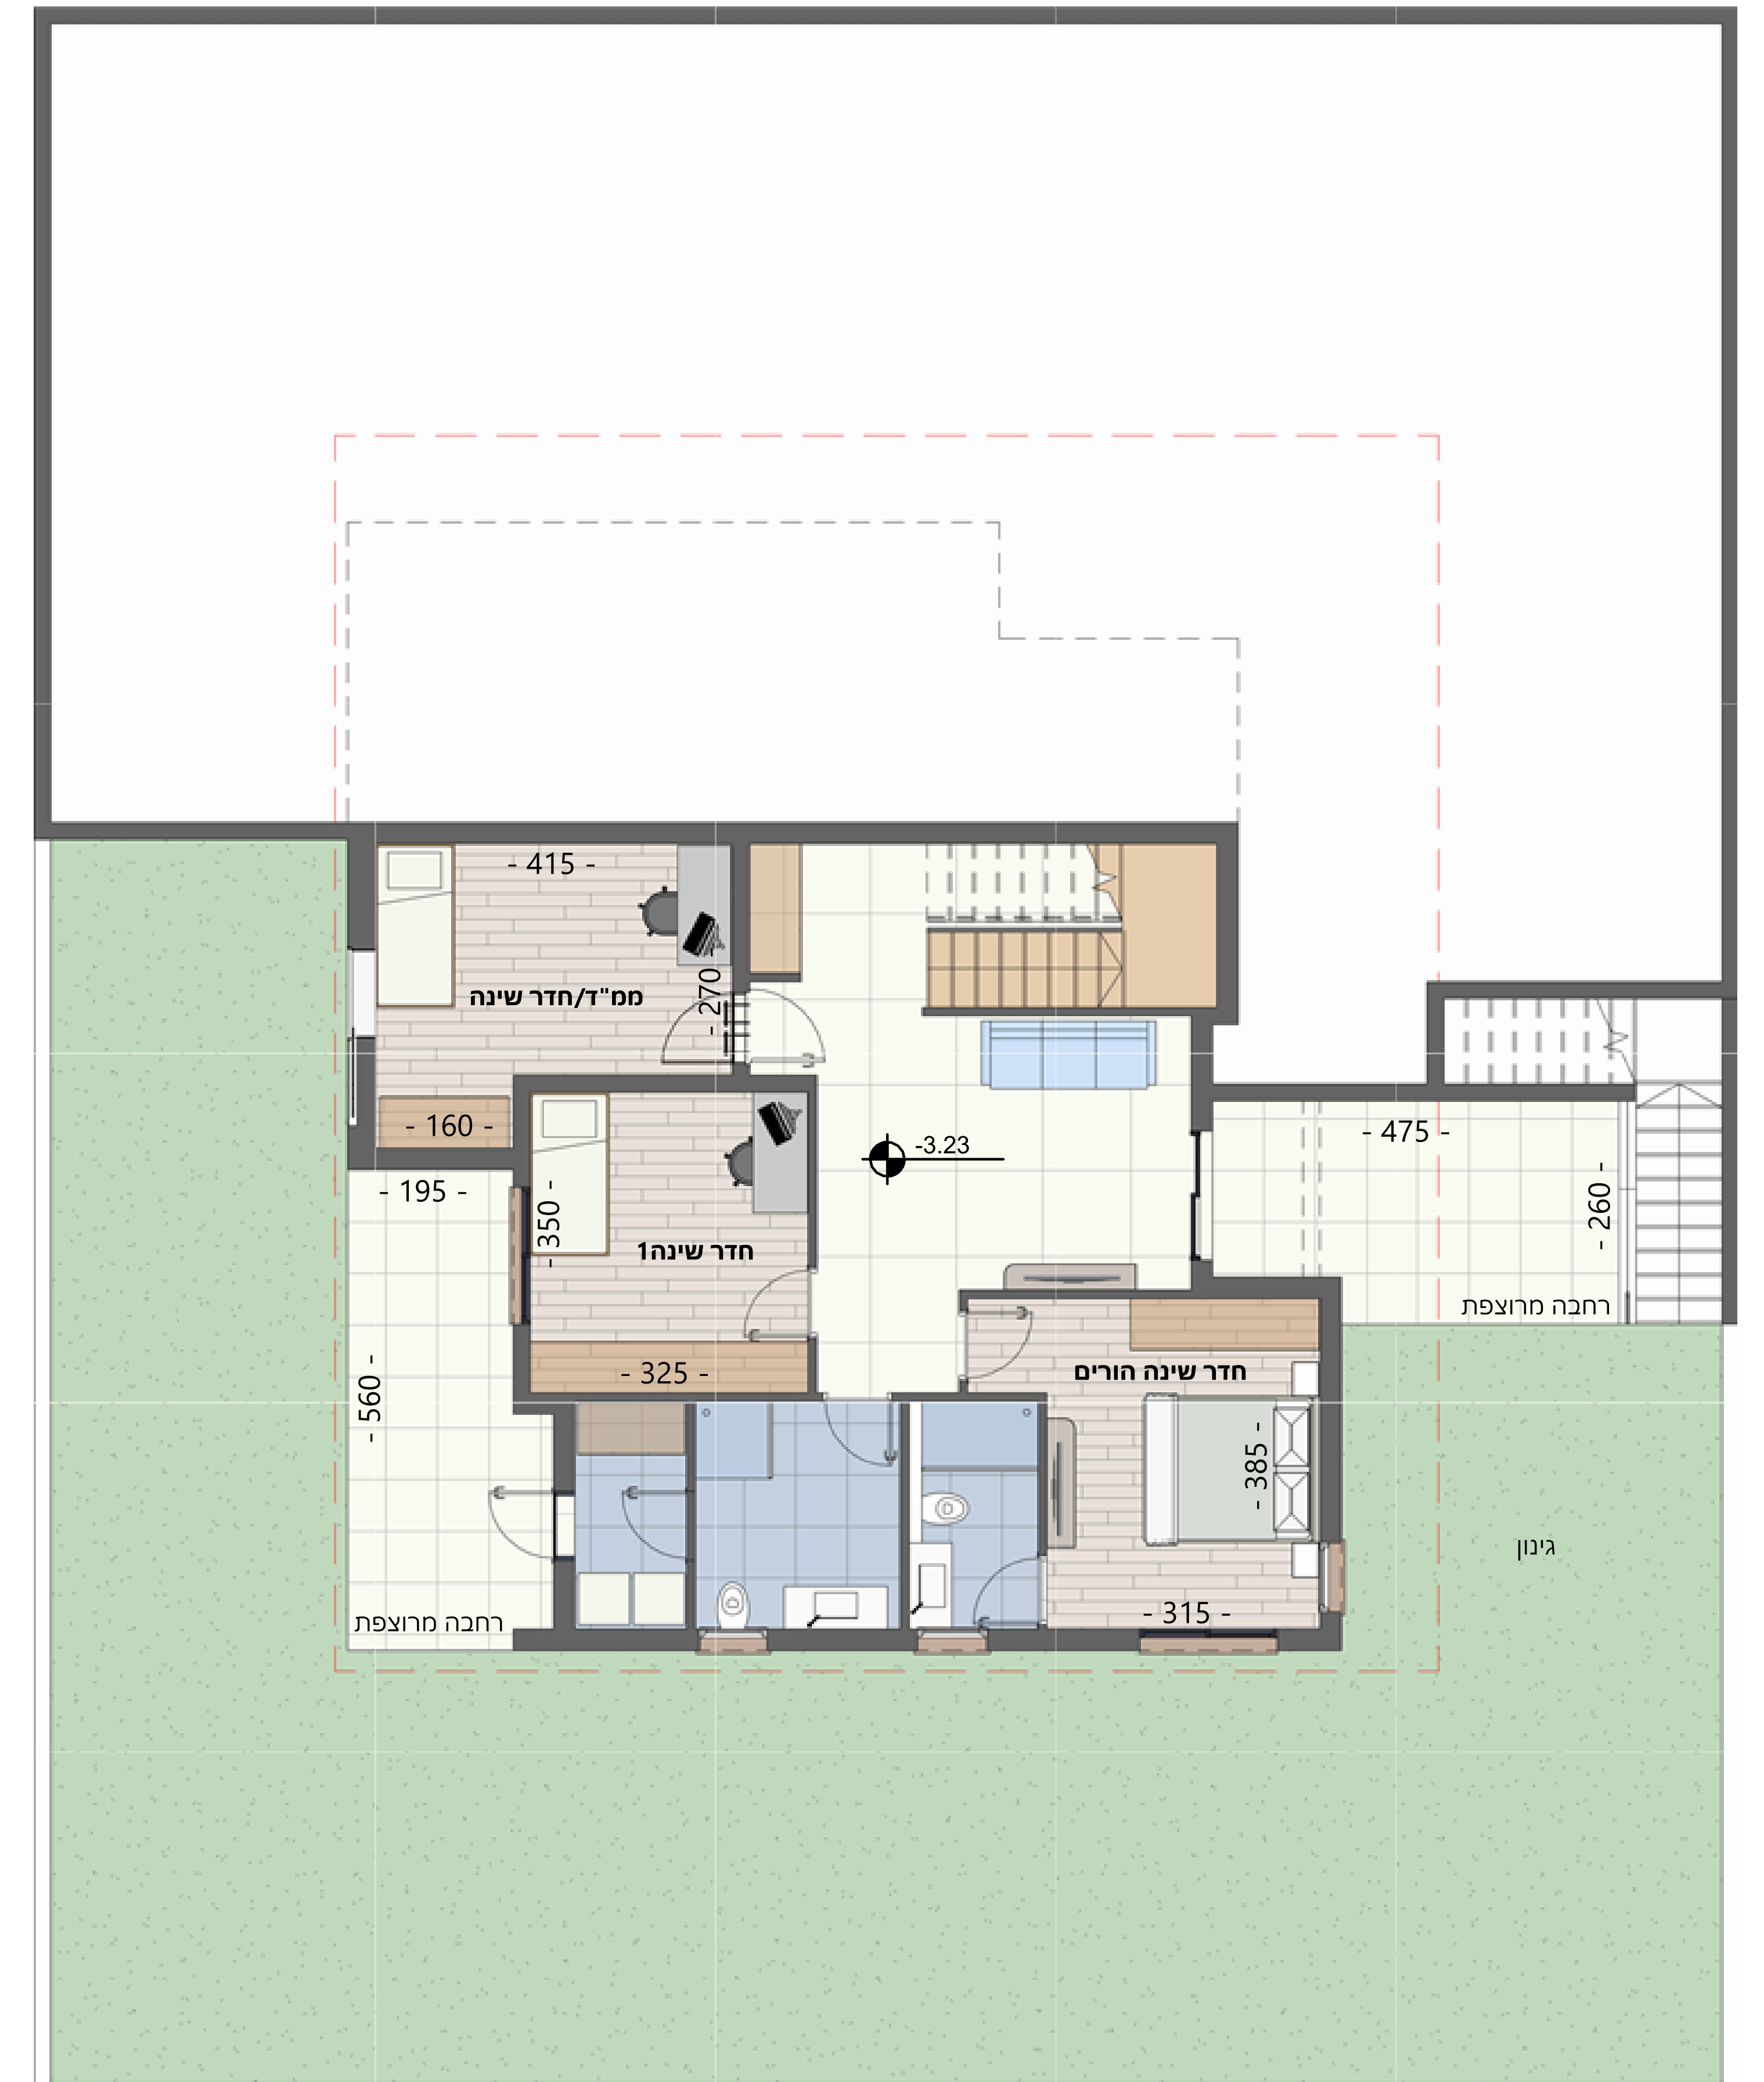 - 415 -
- 270 -
ממ"ד/חדר שינה
- 160 -
- 475 -
-3.23
- 195 -
- 350 -
- 260 -
חדר שינה1
רחבה מרוצפת
- 325 -
חדר שינה הורים
- 560 -
- 385 -
גינון
- 315 -
רחבה מרוצפת